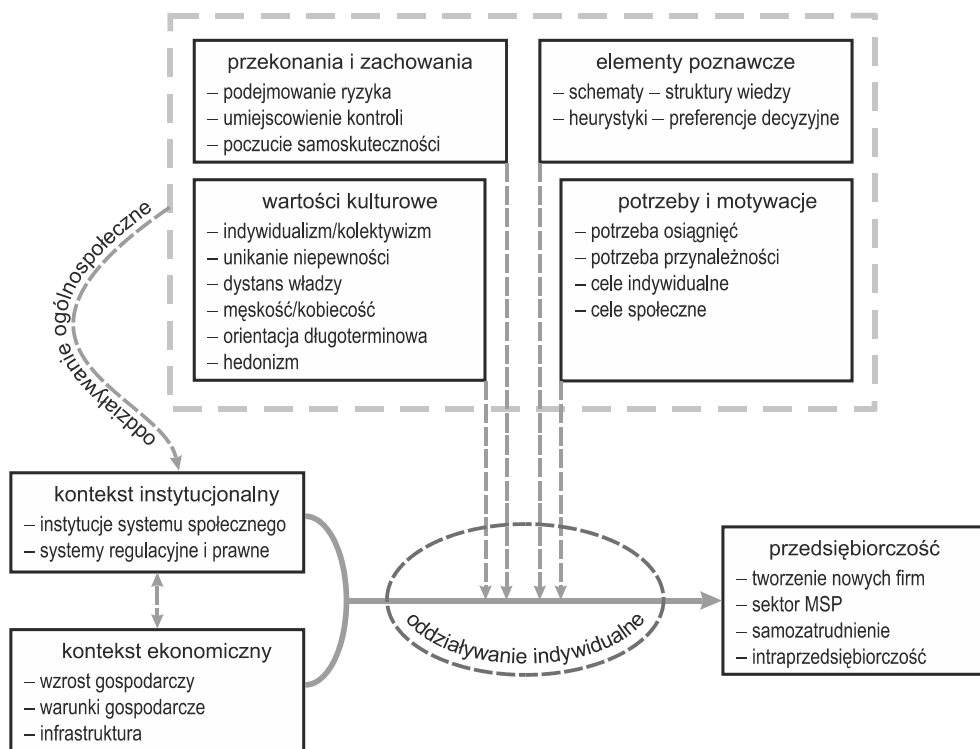 przekonania i zachowania
– podejmowanie ryzyka
– umiejscowienie kontroli
– poczucie samoskuteczności
elementy poznawcze
– schematy – struktury wiedzy
– heurystyki – preferencje decyzyjne
wartości kulturowe
– indywidualizm/kolektywizm
– unikanie niepewności
– dystans władzy
– męskość/kobiecość
– orientacja długoterminowa
– hedonizm
potrzeby i motywacje
– potrzeba osiągnięć
– potrzeba przynależności
– cele indywidualne
– cele społeczne
oddziaływanie ogólnospołeczne
kontekst instytucjonalny
– instytucje systemu społecznego
– systemy regulacyjne i prawne
kontekst ekonomiczny
– wzrost gospodarczy
– warunki gospodarcze
– infrastruktura
oddziaływanie indywidualne
przedsiębiorczość
– tworzenie nowych firm
– sektor MSP
– samozatrudnienie
– intraprzedsiębiorczość